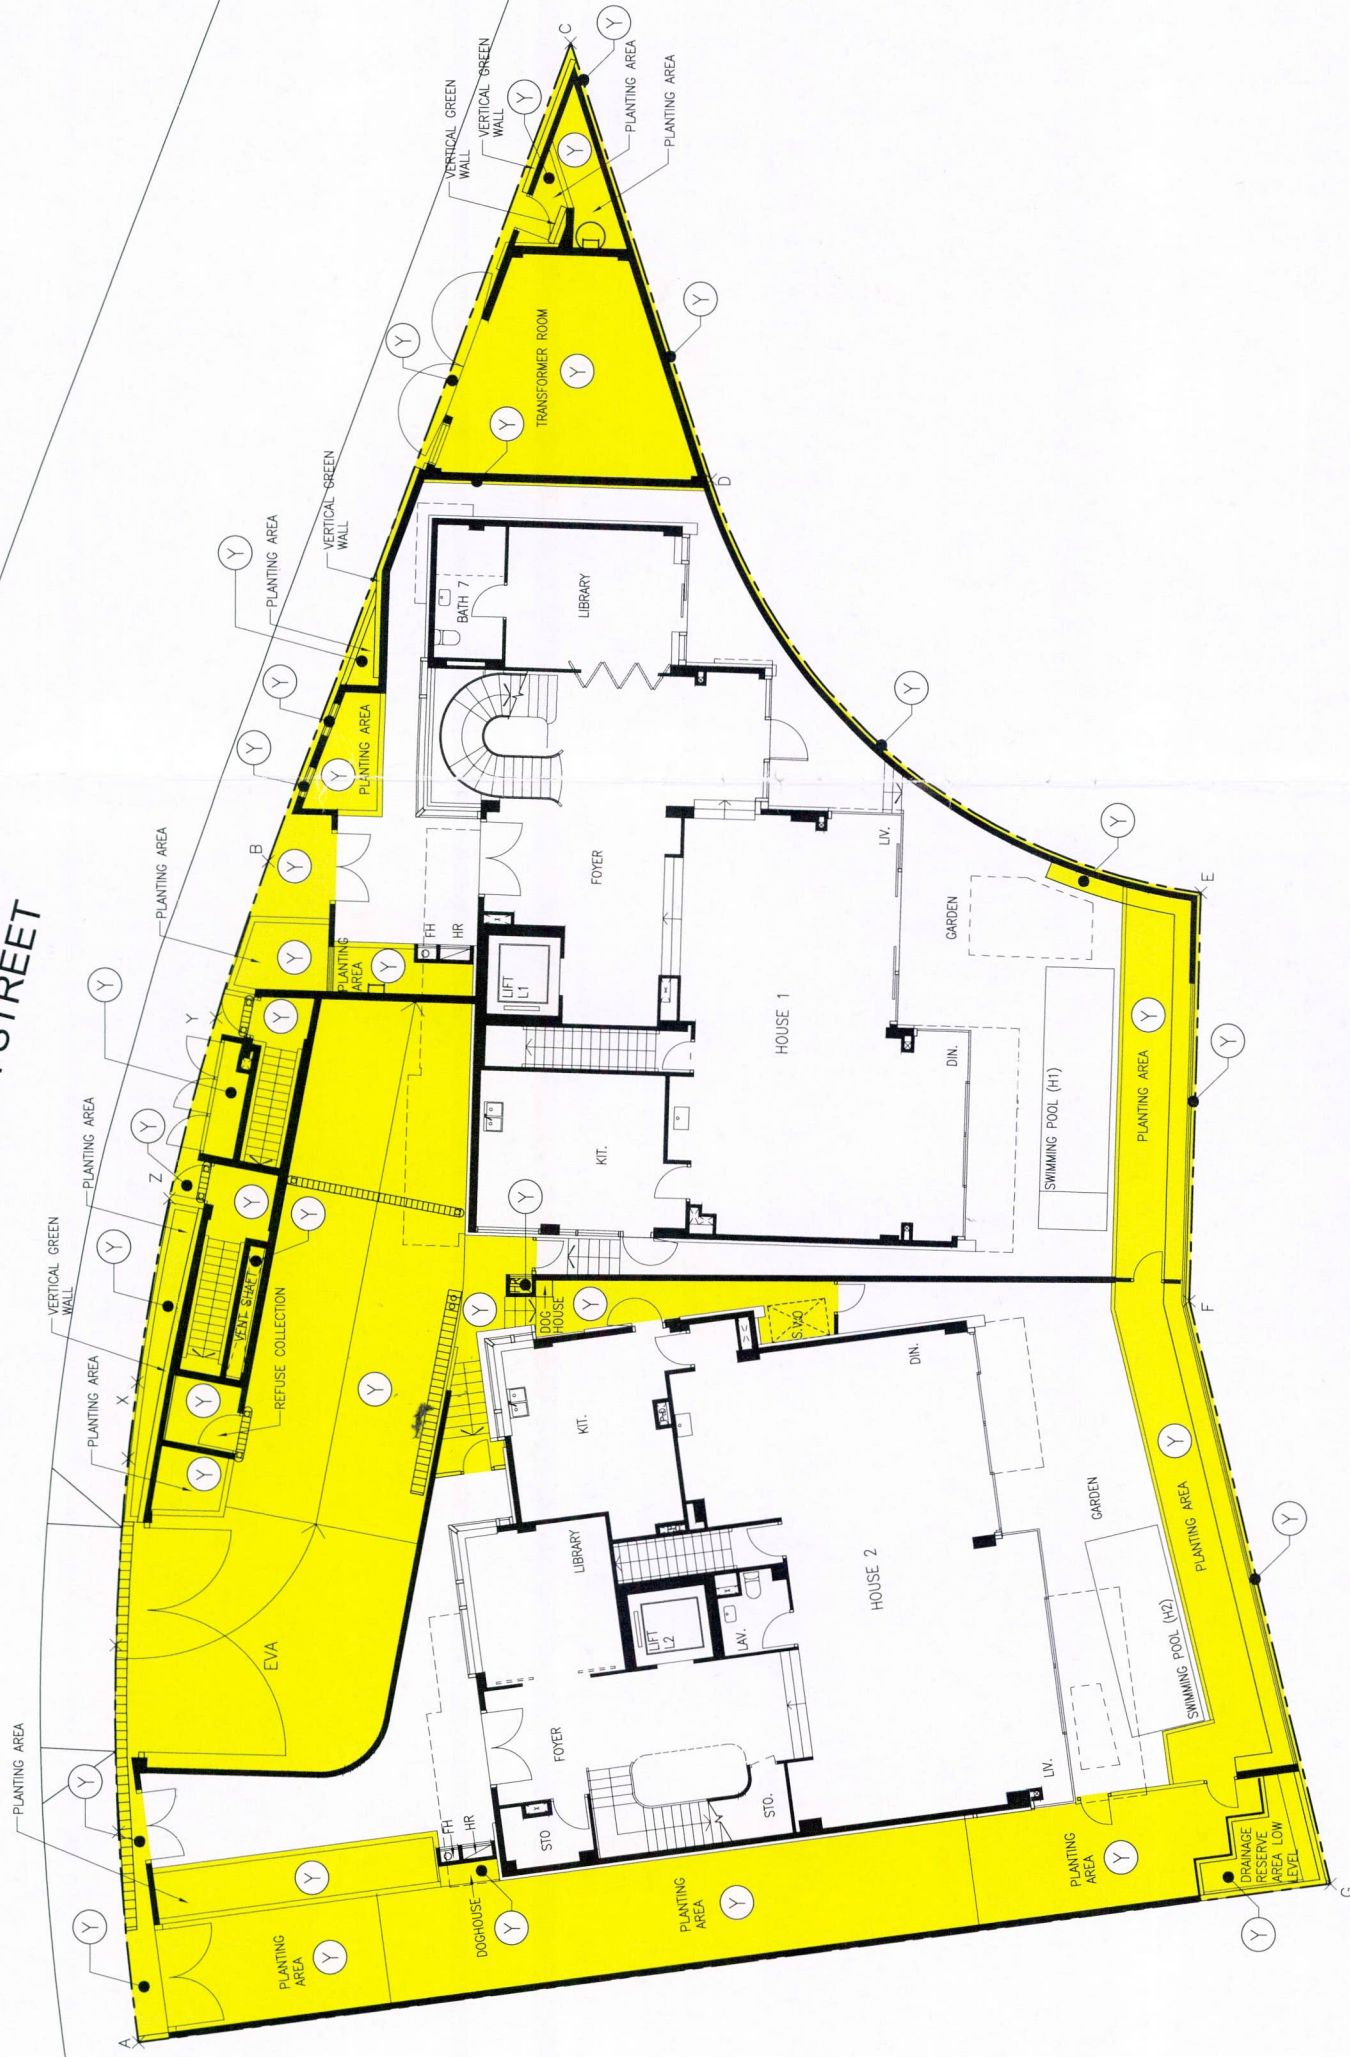 STREET
C
Y
VERTICAL GREEN
WALL
VERTICAL GREEN
WALL
Y
PLANTING AREA
PLANTING AREA
Y
Y
Y
TRANSFORMER ROOM
Y
Y
D
VERTICAL GREEN
WALL
PLANTING AREA
Y
BATH 7
LIBRARY
Y
Y
Y
PLANTING AREA
Y
B
Y
PLANTING AREA
Y
PLANTING AREA
Y
FH
HR
LIFT
L1
FOYER
LIV.
GARDEN
Y
E
HOUSE 1
DIN.
KIT.
SWIMMING POOL (H1)
PLANTING AREA
Y
Y
F
Y
Y
Y
Z
Y
Y
Y
PLANTING AREA
VERTICAL GREEN
WALL
Y
PLANTING AREA
X
VENT SHAFT
REFUSE COLLECTION
Y
Y
Y
Y
Y
DOG
HOUSE
Y
KIT.
DIN.
LIBRARY
LIFT
L2
LAV.
HOUSE 2
GARDEN
SWIMMING POOL (H2)
PLANTING AREA
Y
Y
EVA
FOYER
STO
STO.
LIV.
PLANTING AREA
Y
FH
HR
Y
Y
DOGHOUSE
Y
PLANTING
AREA
Y
PLANTING
AREA
Y
PLANTING
AREA
Y
DRAINAGE
RESERVE
AREA LOW
LEVEL
Y
A
G